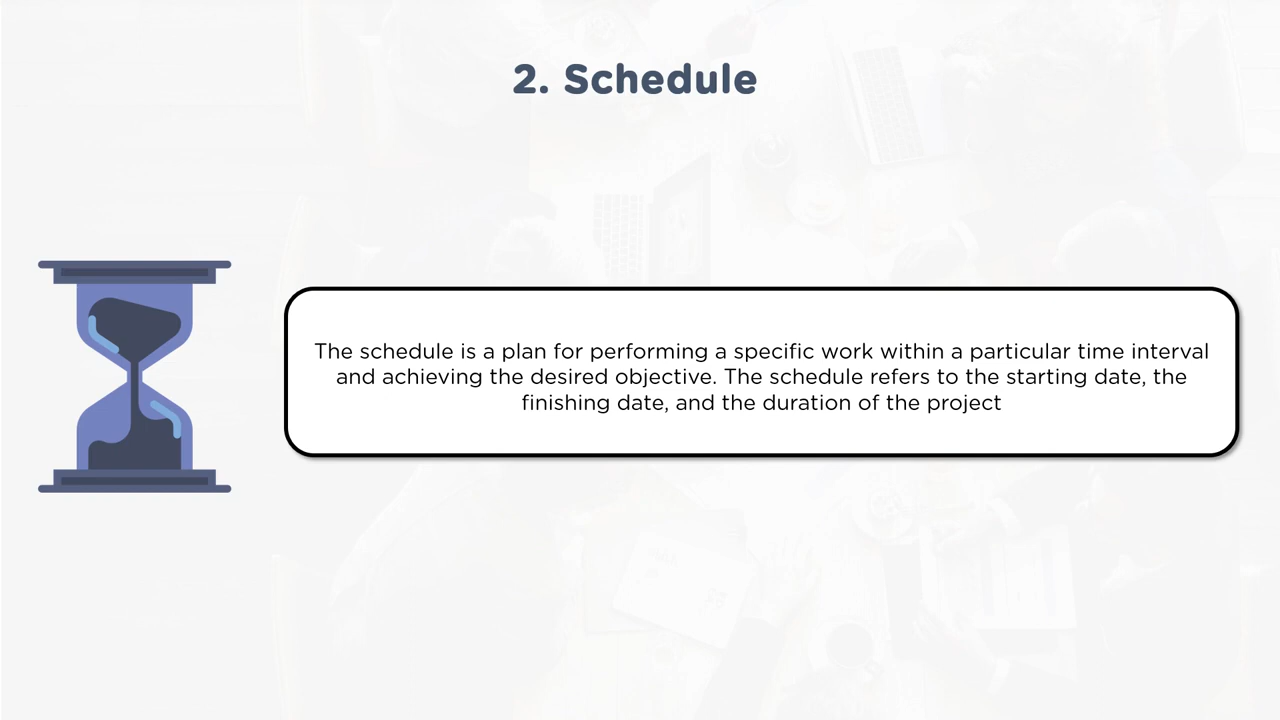 2. Schedule
The schedule is a plan for performing a specific work within a particular time interval
and achieving the desired objective. The schedule refers to the starting date, the
finishing date, and the duration of the project